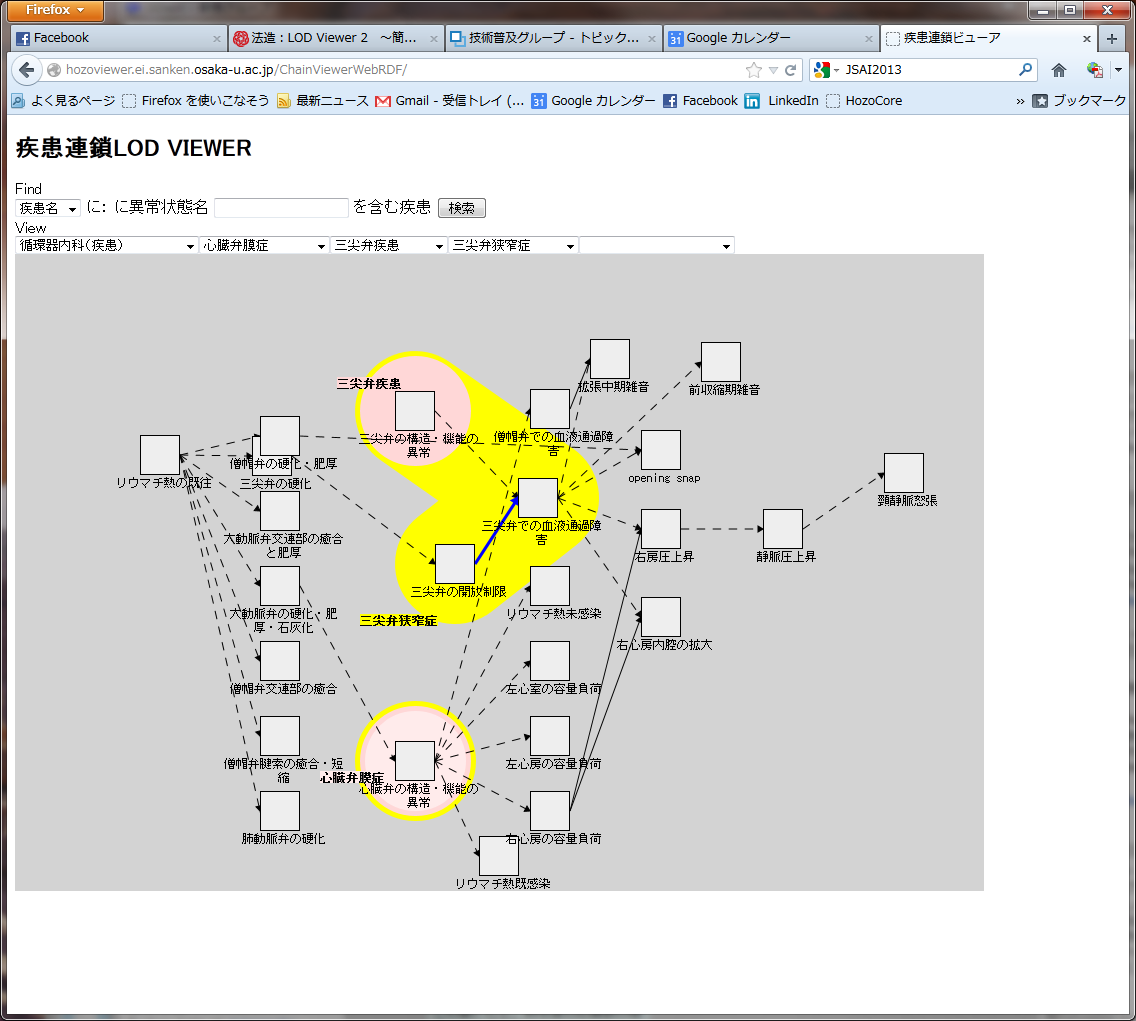 Firefox
Facebook
法造：LOD Viewer 2　～簡...
技術普及グループ - トピック...
Google カレンダー
疾患連鎖ビューア
hozoviewer.ei.sanken.osaka-u.ac.jp/ChainViewerWebRDF/
JSAI2013
よく見るページ
Firefox を使いこなそう
最新ニュース
Gmail - 受信トレイ (...
Google カレンダー
Facebook
LinkedIn
HozoCore
»
ブックマーク
疾患連鎖LOD VIEWER
Find
疾患名 に: に異常状態名 を含む疾患 検索
View
循環器内科(疾患) 心臓弁膜症 三尖弁疾患 三尖弁狭窄症
拡張中期雑音
前収縮期雑音
三尖弁疾患
三尖弁の構造・機能の
異常
僧帽弁での血液通過障
害
僧帽弁の硬化・肥厚
三尖弁の硬化
リウマチ熱の既往
opening snap
頸静脈怒張
三尖弁での血液通過障
害
大動脈弁交連部の癒合
と肥厚
右房圧上昇
静脈圧上昇
三尖弁の開放制限
三尖弁狭窄症
リウマチ熱未感染
大動脈弁の硬化・肥
厚・石灰化
右心房内腔の拡大
僧帽弁交連部の癒合
左心室の容量負荷
僧帽弁腱索の癒合・短
縮
心臓弁膜症
心臓弁の構造・機能の
異常
左心房の容量負荷
肺動脈弁の硬化
右心房の容量負荷
リウマチ熱既感染